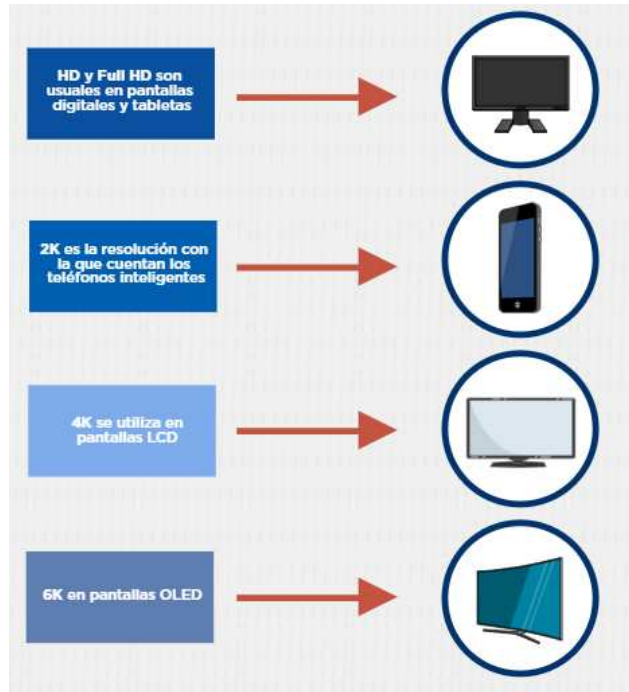 HD y Full HD son
usuales en pantallas
digitales y tabletas
2K es la resolución con
la que cuentan los
teléfonos inteligentes
4K se utiliza en
pantallas LCD
6K en pantallas OLED